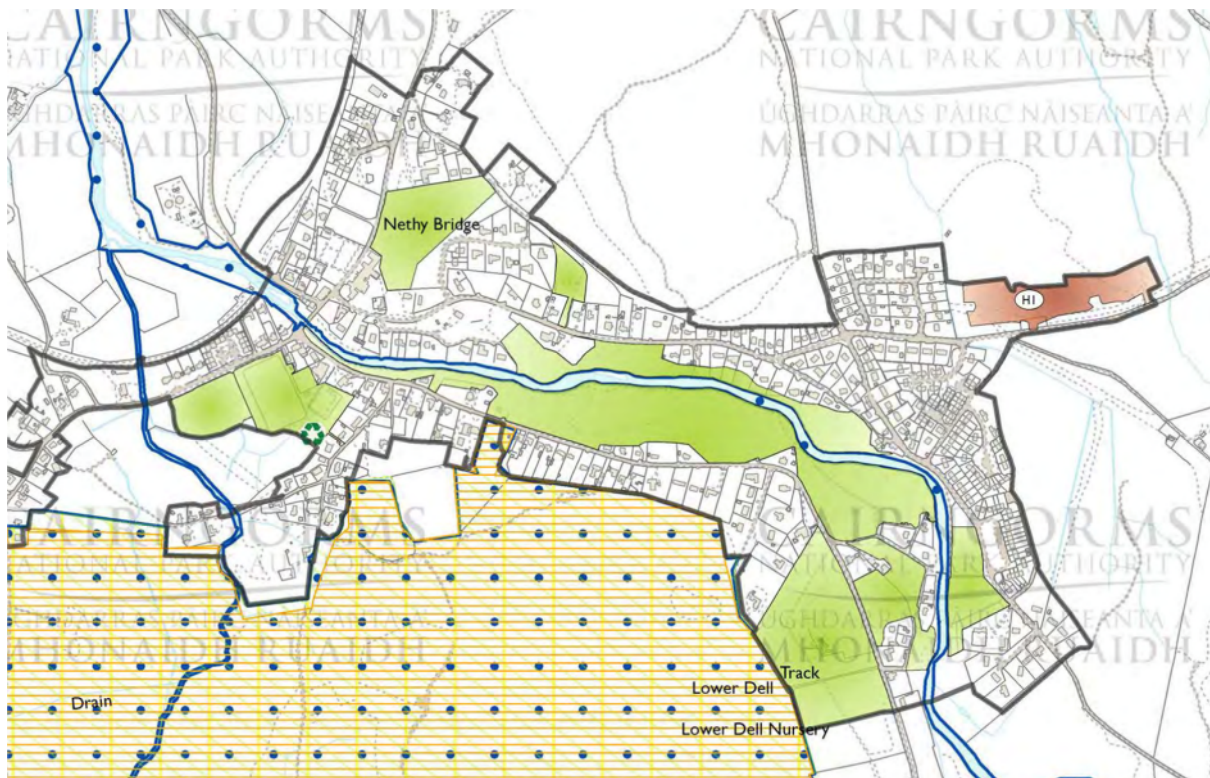 CAIRNGORMS
NATIONAL PARK AUTHORITY
ÙGHDARRAS PÀIRC NÀISEANTA A'
MHONAIDH RUAIDH
CAIRNGORMS
NATIONAL PARK AUTHORITY
ÙGHDARRAS PÀIRC NÀISEANTA A'
MHONAIDH RUAIDH
Nethy Bridge
H1
CAIRNGORMS
NATIONAL PARK AUTHORITY
ÙGHDARRAS PÀIRC NÀISEANTA A'
MHONAIDH RUAIDH
CAIRNGORMS
NATIONAL PARK AUTHORITY
ÙGHDARRAS PÀIRC NÀISEANTA A'
MHONAIDH RUAIDH
Track
Lower Dell
Drain
Lower Dell Nursery